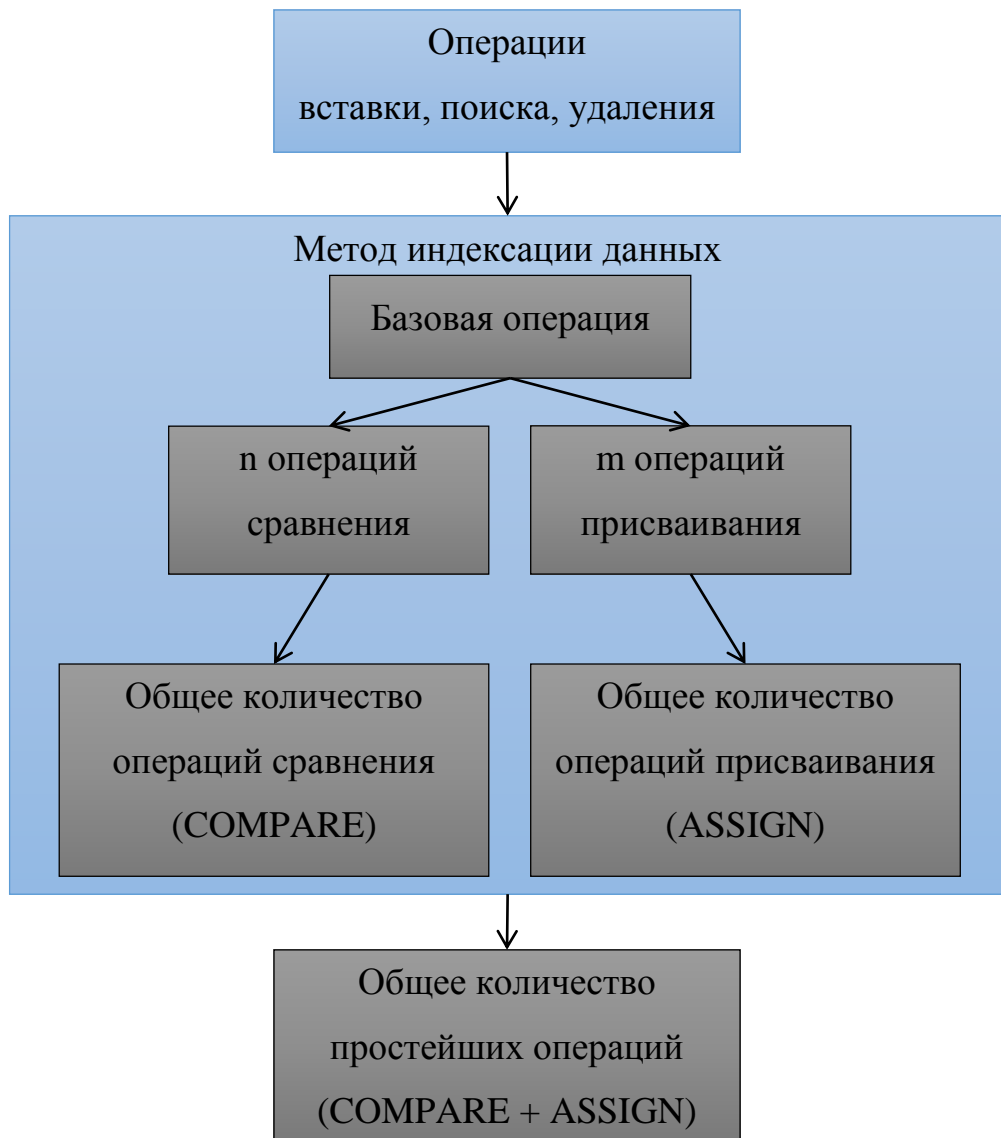 Операции
вставки, поиска, удаления
Метод индексации данных
Базовая операция
n операций
сравнения
m операций
присваивания
Общее количество
операций сравнения
(COMPARE)
Общее количество
операций присваивания
(ASSIGN)
Общее количество
простейших операций
(COMPARE + ASSIGN)